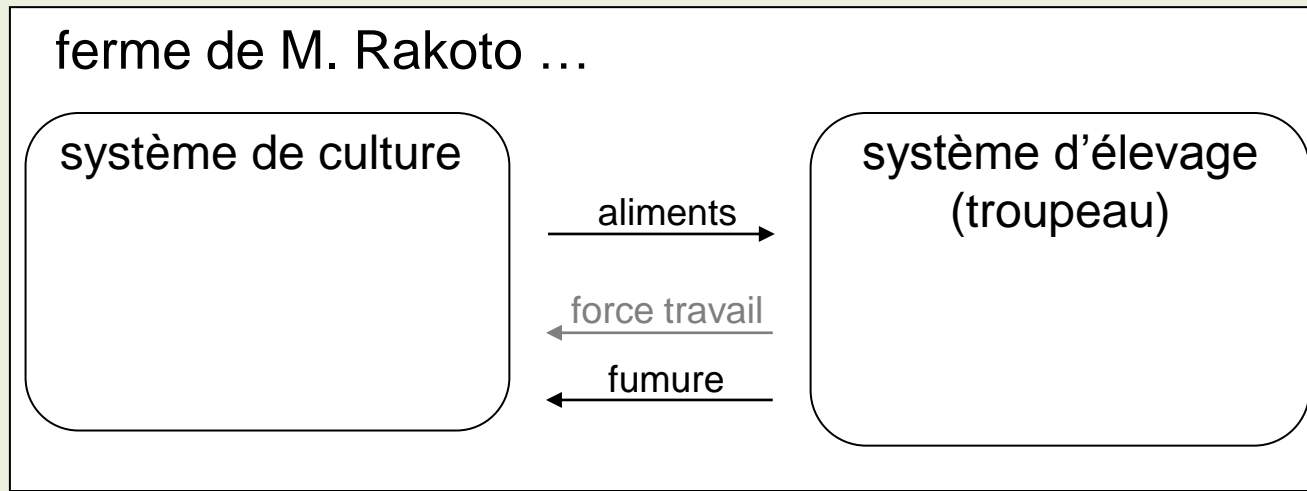 ferme de M. Rakoto …
système de culture
système d’élevage
(troupeau)
aliments
force travail
fumure